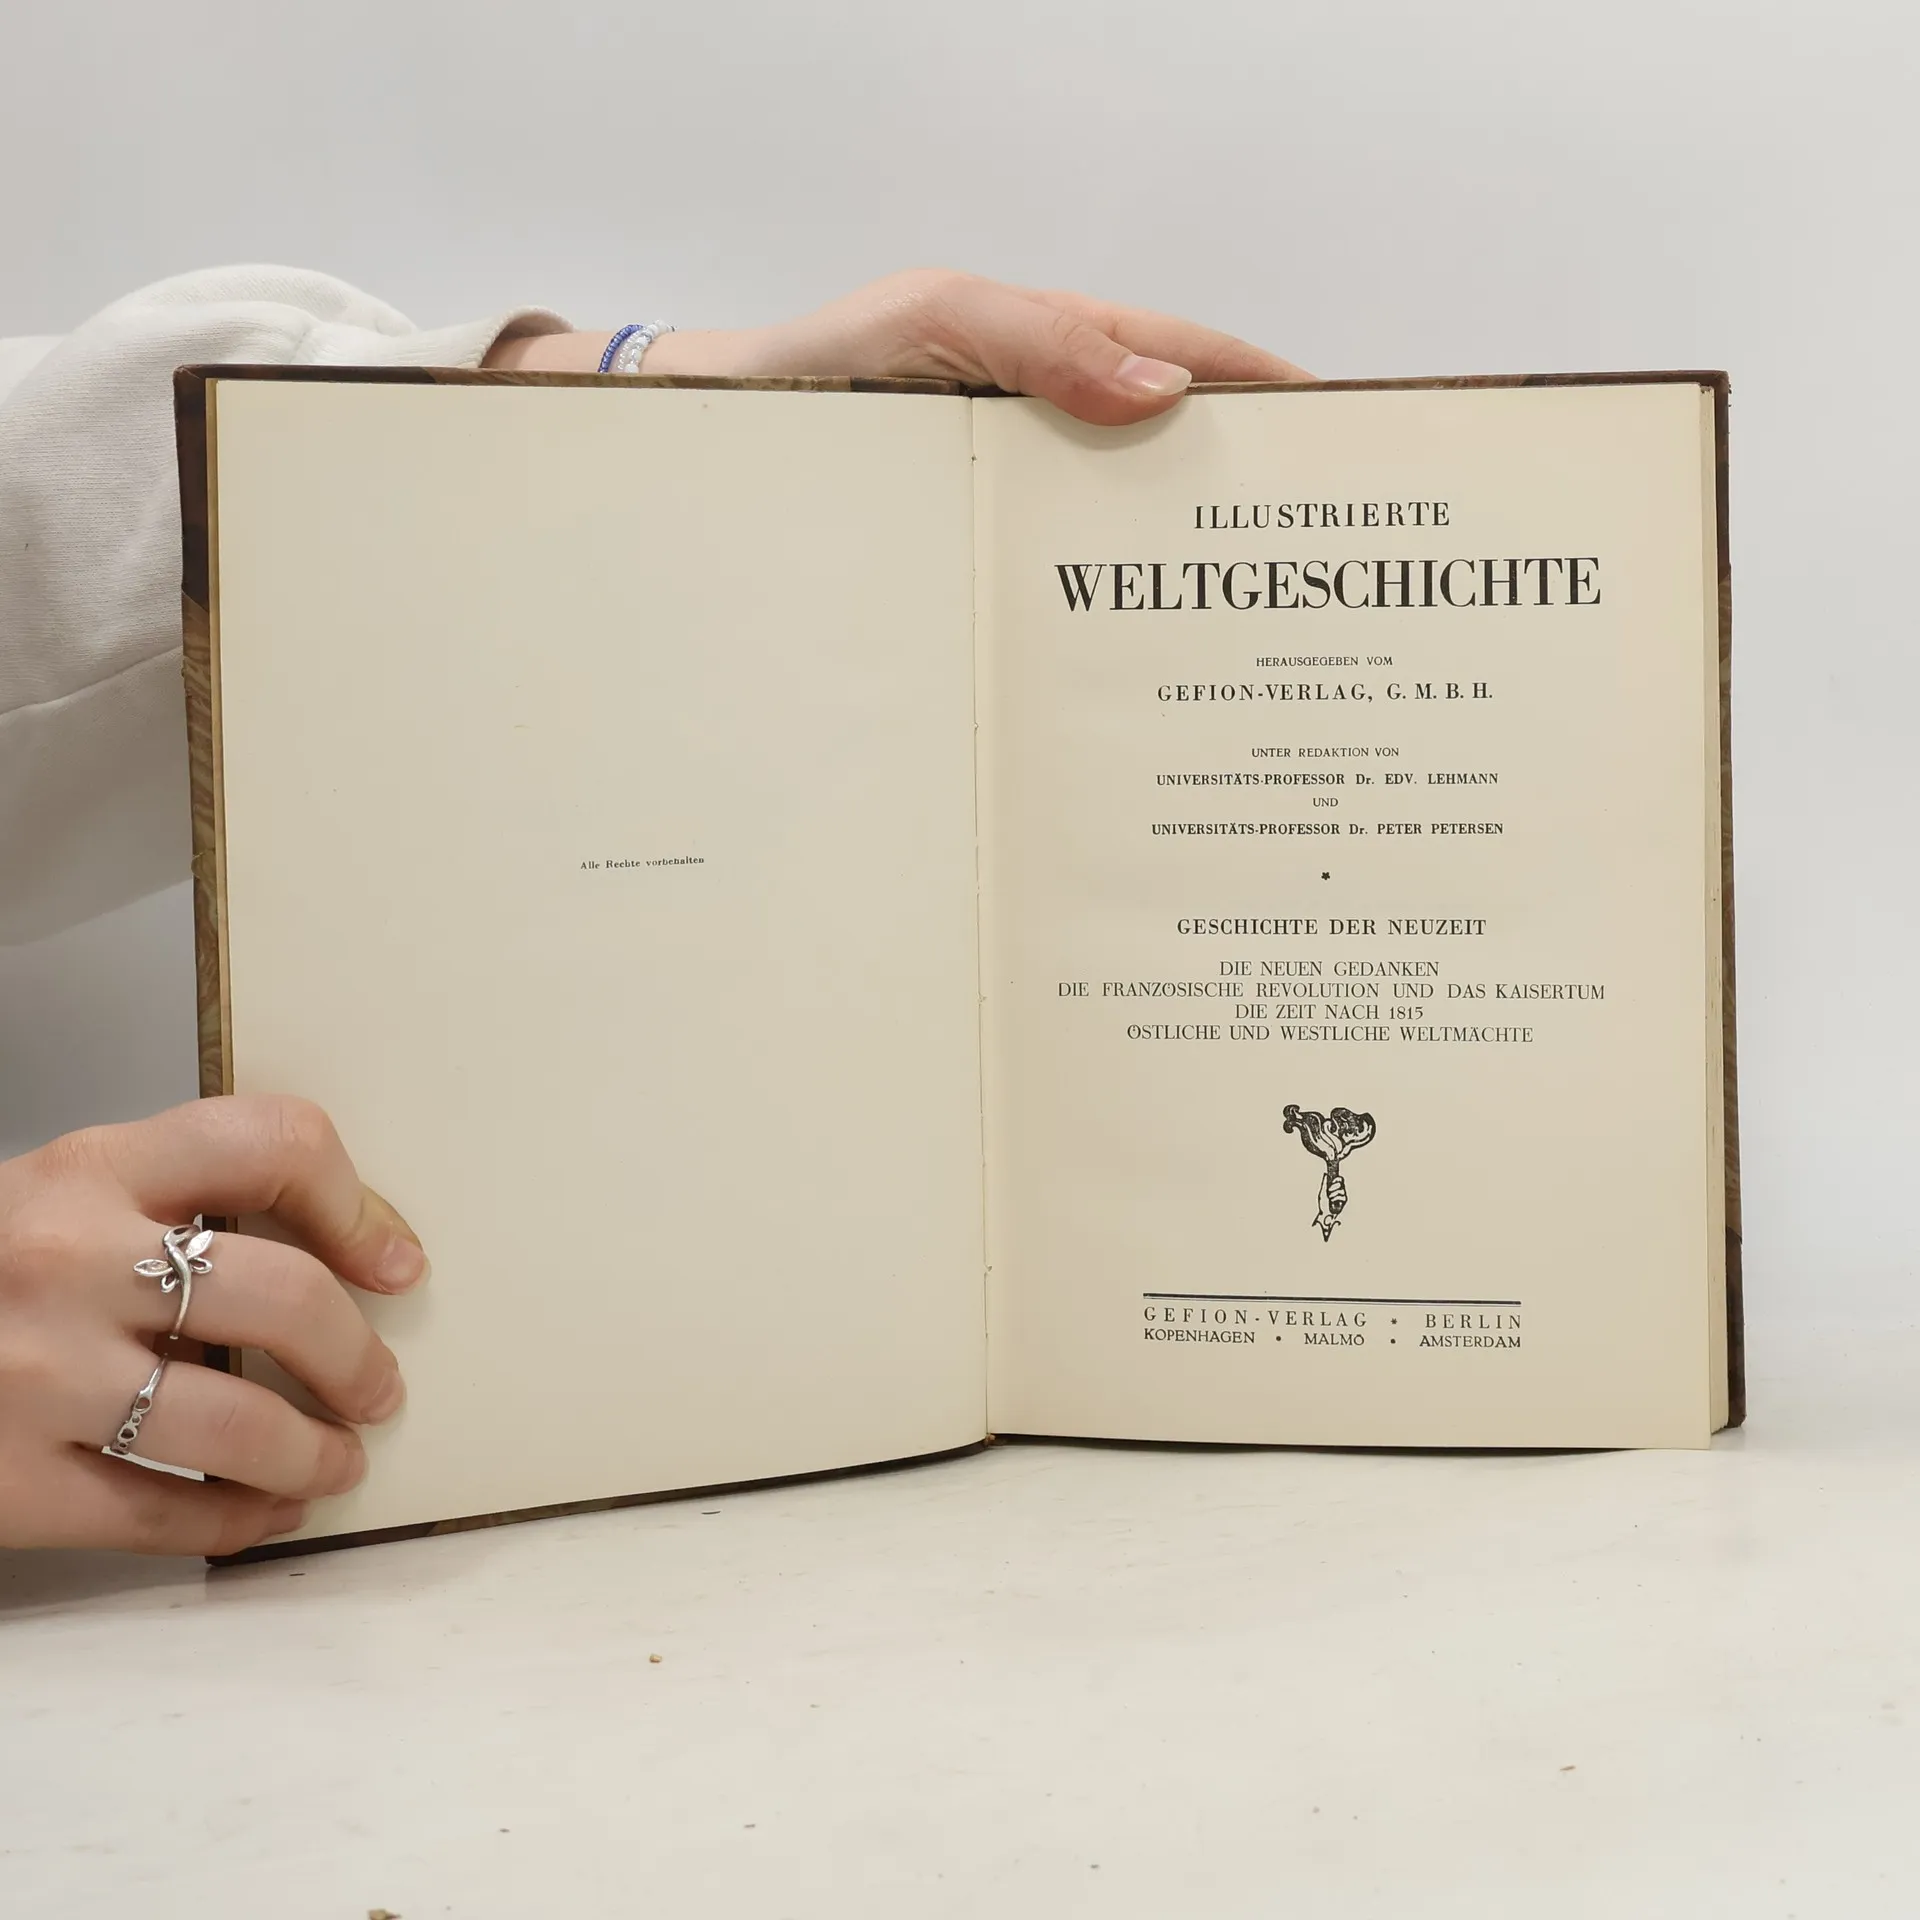 Alle Rechte vorbehalten
ILLUSTRIERTE
WELTGESCHICHTE
HERAUSGEGEBEN VOM
GEFION-VERLAG, G. M. B. H.
UNTER REDAKTION VON
UNIVERSITÄTS-PROFESSOR Dr. EDV. LEHMANN
UND
UNIVERSITÄTS-PROFESSOR Dr. PETER PETERSEN
*
GESCHICHTE DER NEUZEIT
DIE NEUEN GEDANKEN
DIE FRANZÖSISCHE REVOLUTION UND DAS KAISERTUM
DIE ZEIT NACH 1815
ÖSTLICHE UND WESTLICHE WELTMÄCHTE
GEFION-VERLAG * BERLIN
KOPENHAGEN • MALMÖ • AMSTERDAM